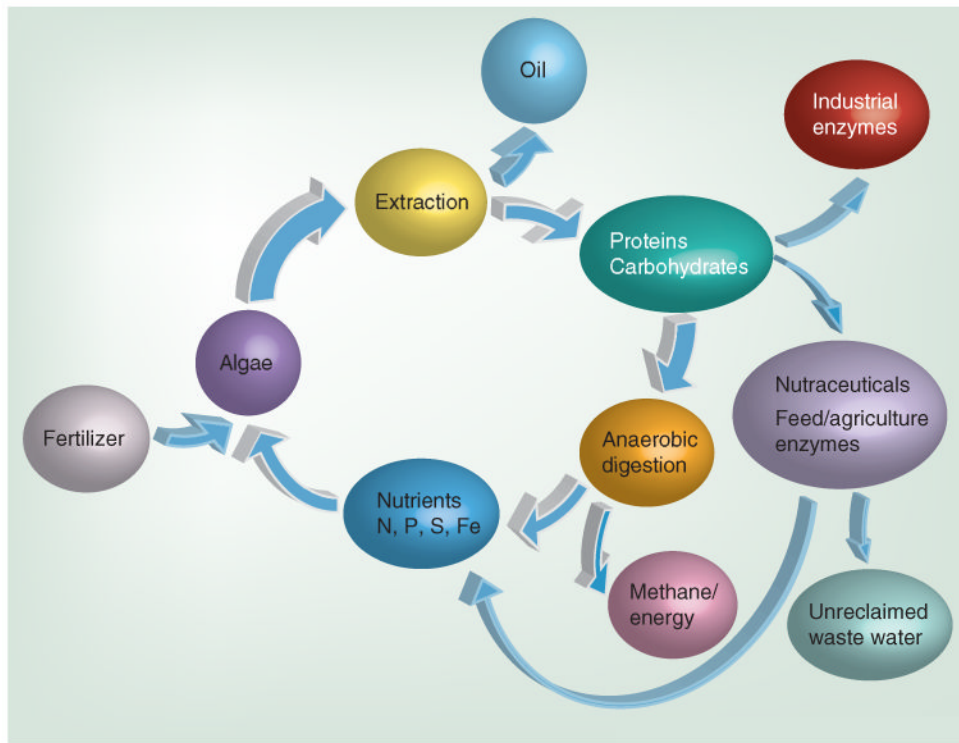 Oil
Industrial
enzymes
Extraction
Proteins
Carbohydrates
Algae
Nutraceuticals
Feed/agriculture
enzymes
Fertilizer
Anaerobic
digestion
Nutrients
N, P, S, Fe
Methane/
energy
Unreclaimed
waste water